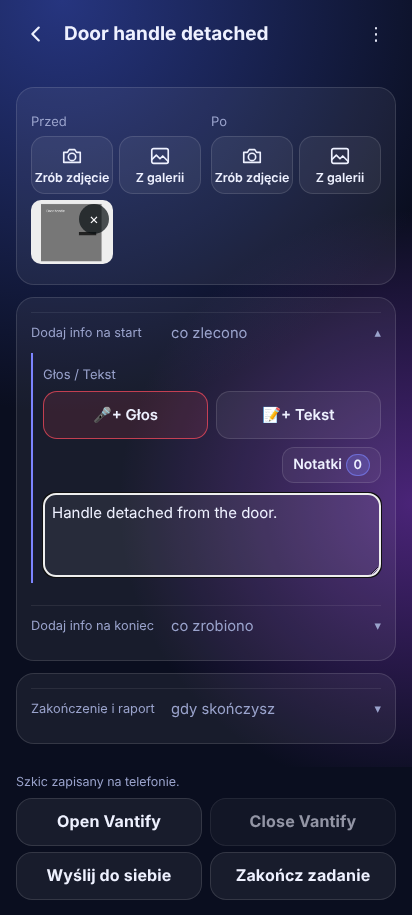 Door handle detached
Przed
Po
Zrób zdjęcie
Z galerii
Zrób zdjęcie
Z galerii
Dodaj info na start co zlecono
Głos / Tekst
+ Głos
+ Tekst
Notatki 0
Handle detached from the door.
Dodaj info na koniec co zrobiono
Zakończenie i raport gdy skończysz
Szkic zapisany na telefonie.
Open Vantify
Close Vantify
Wyślij do siebie
Zakończ zadanie